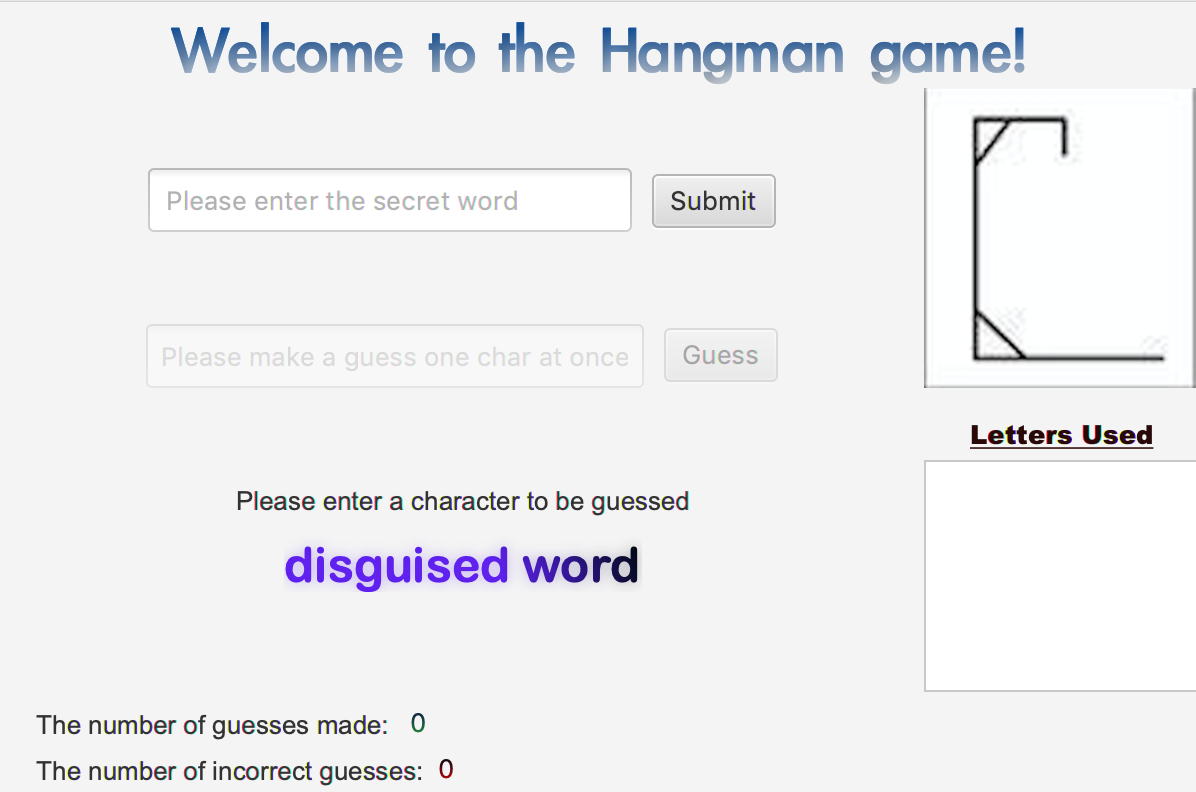 Welcome to the Hangman game!
Please enter the secret word
Submit
Please make a guess one char at once
Guess
Letters Used
Please enter a character to be guessed
disguised word
The number of guesses made: 0
The number of incorrect guesses: 0